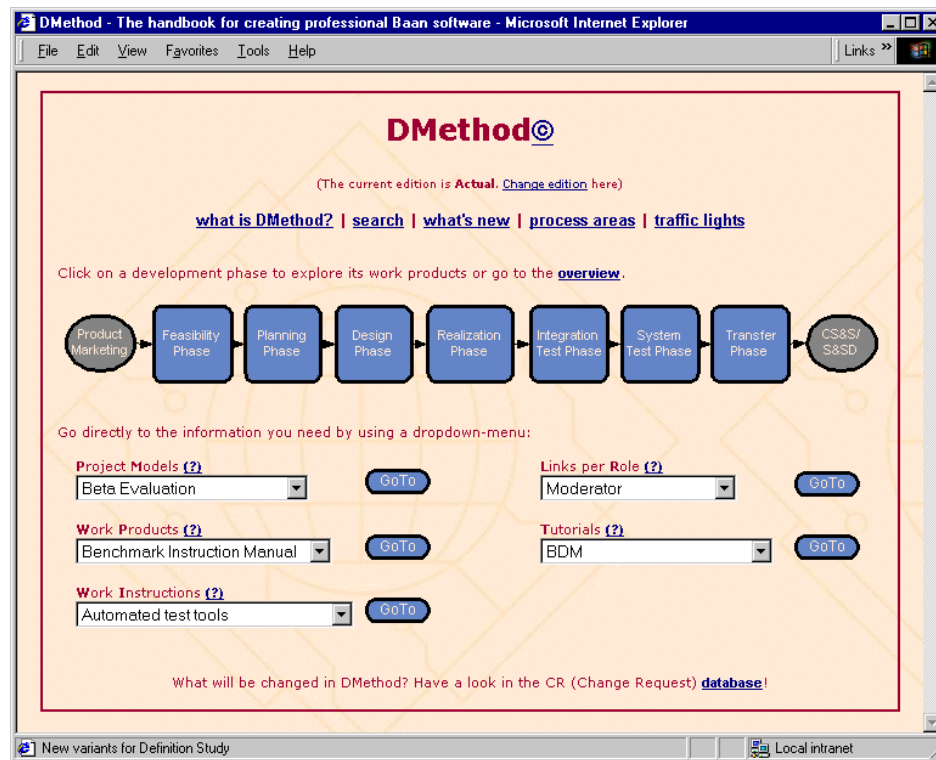 DMethod - The handbook for creating professional Baan software - Microsoft Internet Explorer
File Edit View Favorites Tools Help Links »
DMethod©
(The current edition is Actual. Change edition here)
what is DMethod? | search | what's new | process areas | traffic lights
Click on a development phase to explore its work products or go to the overview.
Product
Marketing
Feasibility
Phase
Planning
Phase
Design
Phase
Realization
Phase
Integration
Test Phase
System
Test Phase
Transfer
Phase
CS&S/
S&SD
Go directly to the information you need by using a dropdown-menu:
Project Models (?)
Beta Evaluation GoTo
Links per Role (?)
Moderator GoTo
Work Products (?)
Benchmark Instruction Manual GoTo
Tutorials (?)
BDM GoTo
Work Instructions (?)
Automated test tools GoTo
What will be changed in DMethod? Have a look in the CR (Change Request) database!
New variants for Definition Study Local intranet